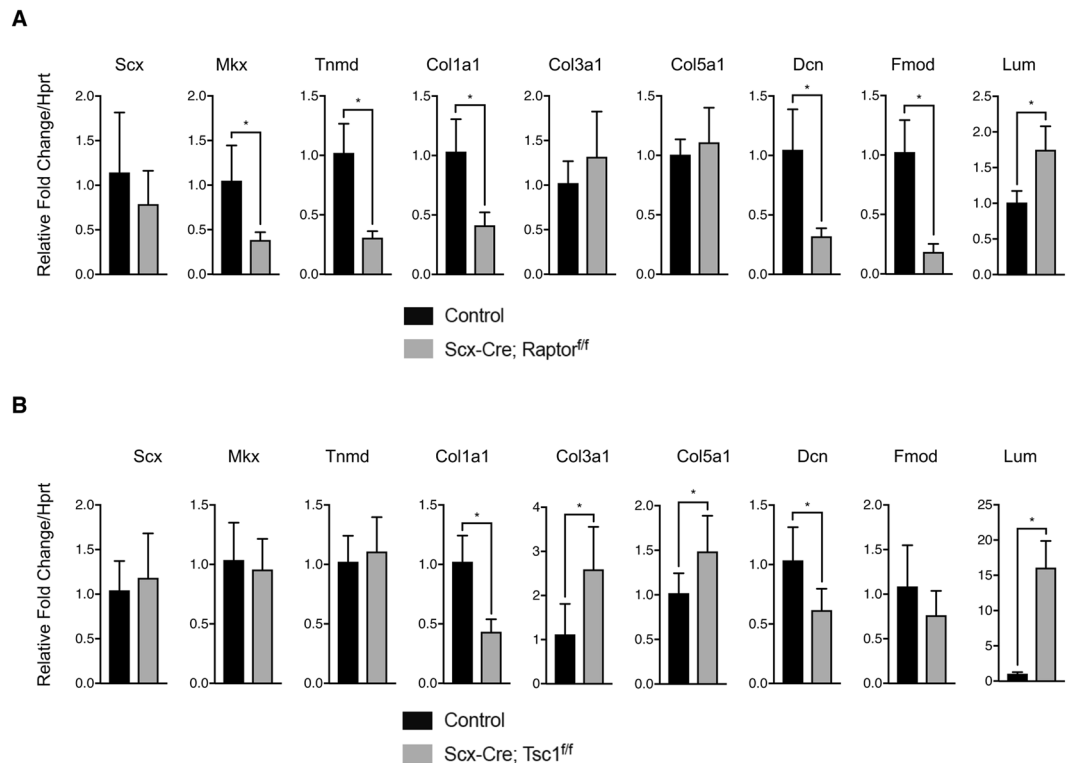 A
Scx Mkx Tnmd Col1a1 Col3a1 Col5a1 Dcn Fmod Lum
Relative Fold Change/Hprt
2.0 2.0 1.5 1.5 2.0 2.0 1.5 1.5 2.5
* * * * * *
1.5 1.5 1.0 1.0 1.5 1.5 1.0 1.0 2.0
1.0 1.0 0.5 0.5 1.0 1.0 0.5 0.5 1.5
0.5 0.5 0.0 0.0 0.5 0.5 0.0 0.0 1.0
0.0 0.0 0.0 0.0 0.5
0.0
Control
Scx-Cre; Raptorf/f
B
Scx Mkx Tnmd Col1a1 Col3a1 Col5a1 Dcn Fmod Lum
Relative Fold Change/Hprt
2.0 1.5 1.5 1.5 4 2.0 1.5 2.0 25
* * * * *
1.5 1.0 1.0 1.0 3 1.5 1.0 1.5 20
1.0 0.5 0.5 0.5 2 1.0 0.5 1.0 15
0.5 0.0 0.0 0.0 1 0.5 0.0 0.5 10
0.0 0 0.0 0.0 5
0
Control
Scx-Cre; Tsc1f/f